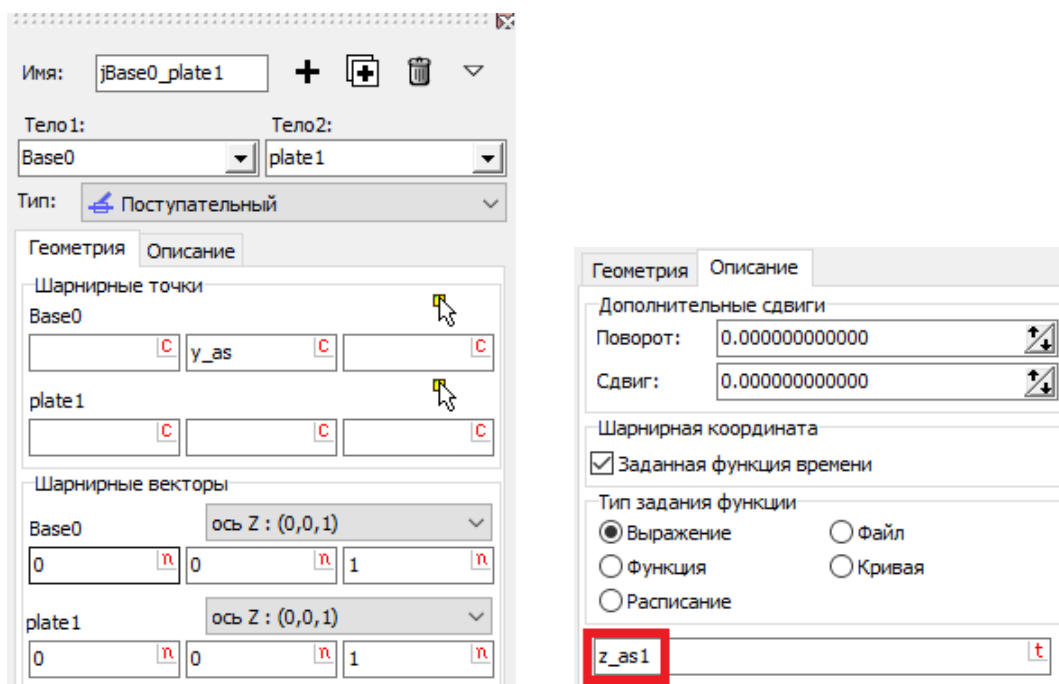 Имя: jBase0_plate1
Тело1: Тело2:
Base0 plate1
Тип: Поступательный
Геометрия Описание
Шарнирные точки
Base0
C y_as C C
plate1
C C C
Шарнирные векторы
Base0 ось Z : (0,0,1)
0 n 0 n 1 n
plate1 ось Z : (0,0,1)
0 n 0 n 1 n
Геометрия Описание
Дополнительные сдвиги
Поворот: 0.000000000000
Сдвиг: 0.000000000000
Шарнирная координата
Заданная функция времени
Тип задания функции
Выражение Файл
Функция Кривая
Расписание
z_as1 t